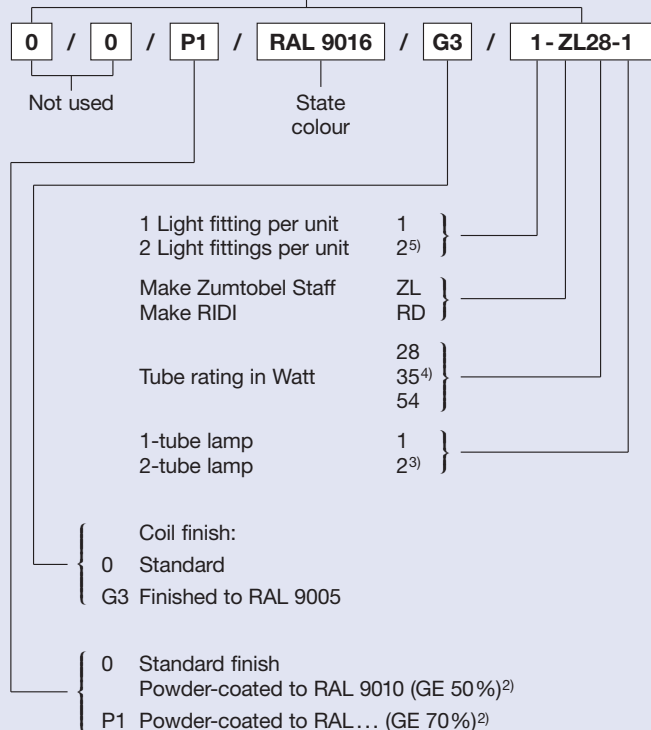 0 / 0 / P1 / RAL 9016 / G3 / 1 - ZL28-1
Not used
State
colour
1 Light fitting per unit 1
2 Light fittings per unit 2⁵⁾
Make Zumtobel Staff ZL
Make RIDI RD
28
Tube rating in Watt 35⁴⁾
54
1-tube lamp 1
2-tube lamp 2³⁾
Coil finish:
0 Standard
G3 Finished to RAL 9005
0 Standard finish
Powder-coated to RAL 9010 (GE 50 %)²⁾
P1 Powder-coated to RAL... (GE 70 %)²⁾